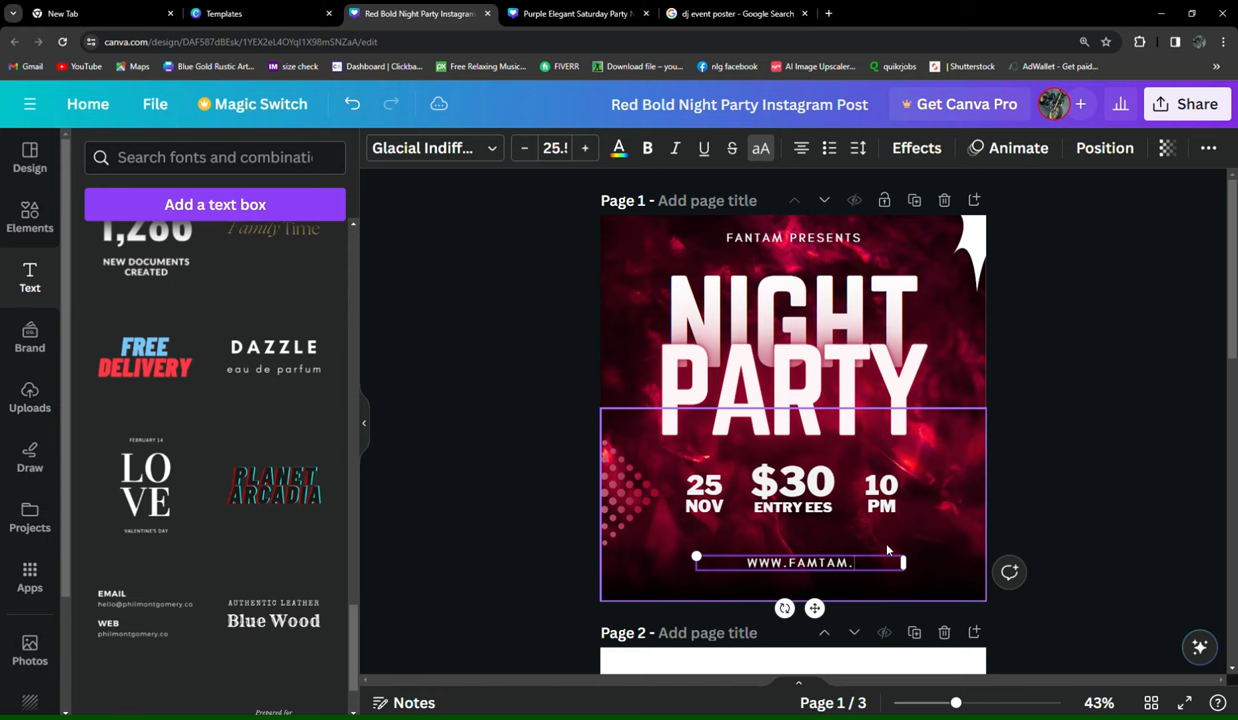 New Tab
Templates
Red Bold Night Party Instagram
Purple Elegant Saturday Party N
dj event poster - Google Search
canva.com/design/DAF587dBEsk/1YEX2eL4OYqI1X98mSNZaA/edit
Gmail
YouTube
Maps
Blue Gold Rustic Art...
size check
Dashboard | Clickba...
Free Relaxing Music...
FIVERR
Download file – you...
nlg facebook
AI Image Upscaler...
quikrjobs
| Shutterstock
AdWallet - Get paid...
Home
File
Magic Switch
Red Bold Night Party Instagram Post
Get Canva Pro
Share
Glacial Indiff...
25.
B
I
U
S
aA
Effects
Animate
Position
Design
Elements
Text
Brand
Uploads
Draw
Projects
Apps
Photos
Search fonts and combinati
Add a text box
1,286
NEW DOCUMENTS
CREATED
Family Time
FREE
DELIVERY
DAZZLE
eau de parfum
FEBRUARY 14
LO
VE
VALENTINE'S DAY
PLANET
ARCADIA
EMAIL
hello@philmontgomery.co
WEB
philmontgomery.co
AUTHENTIC LEATHER
Blue Wood
Prepared for
Page 1 - Add page title
FANTAM PRESENTS
NIGHT
PARTY
25
NOV
$30
ENTRY EES
10
PM
WWW.FAMTAM.
Page 2 - Add page title
Notes
Page 1 / 3
43%